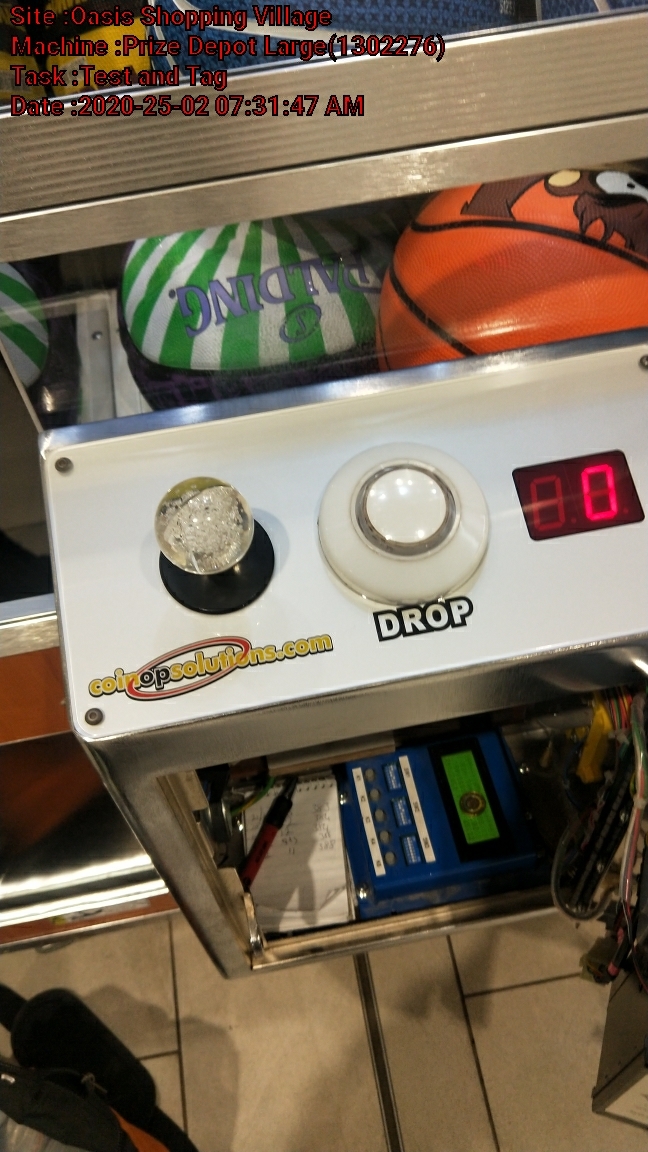 Site :Oasis Shopping Village
Machine :Prize Depot Large(1302276)
Task :Test and Tag
Date :2020-25-02 07:31:47 AM
SPALDING
0
DROP
coinopsolutions.com